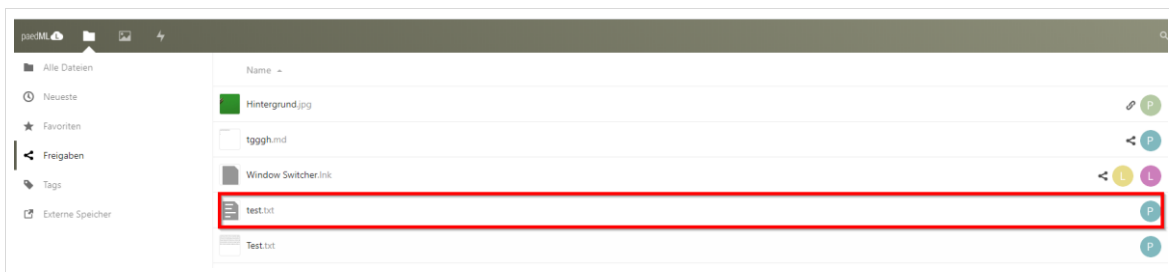 paedML L
Alle Dateien
Neueste
Favoriten
Freigaben
Tags
Externe Speicher
Name
Hintergrund.jpg P
tgggh.md P
Window Switcher.lnk L L
test.txt P
Test.txt P